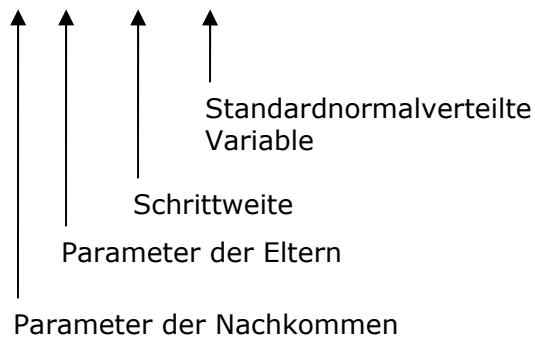 Standardnormalverteilte
Variable
Schrittweite
Parameter der Eltern
Parameter der Nachkommen